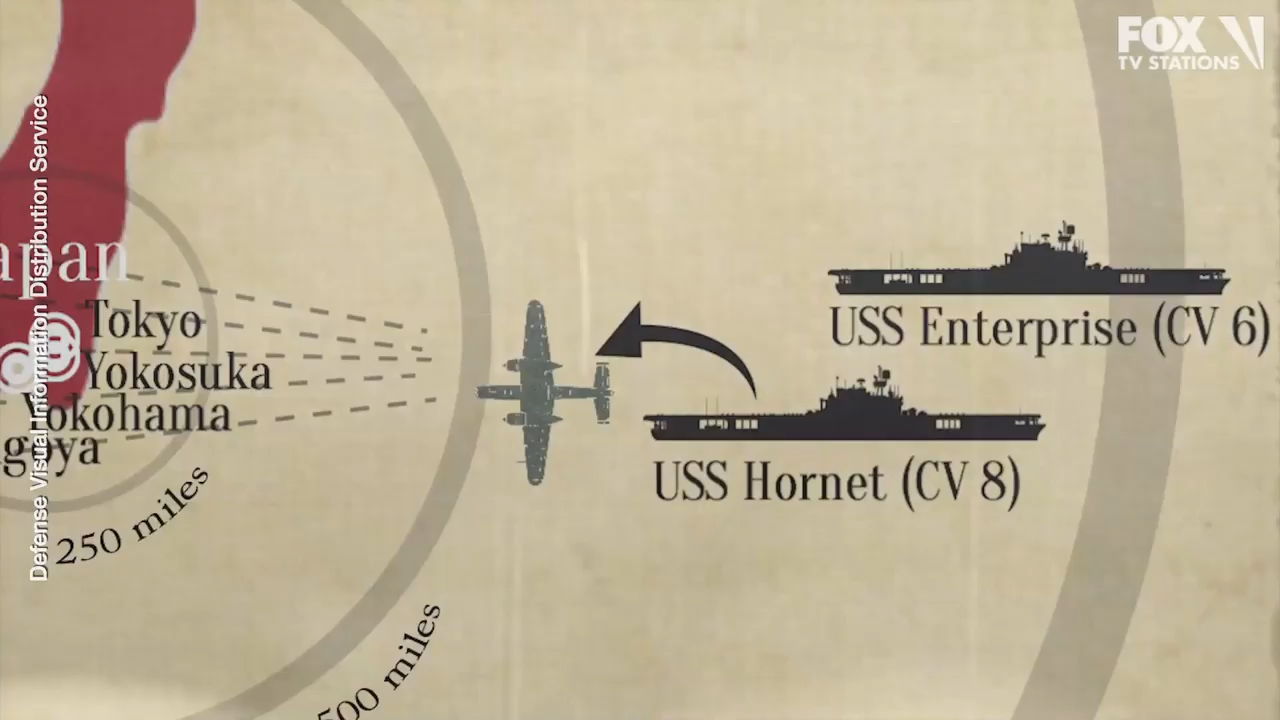 FOX
TV STATIONS
Defense Visual Information Distribution Service
apan
Tokyo
Yokosuka
Yokohama
goya
250 miles
500 miles
USS Enterprise (CV 6)
USS Hornet (CV 8)